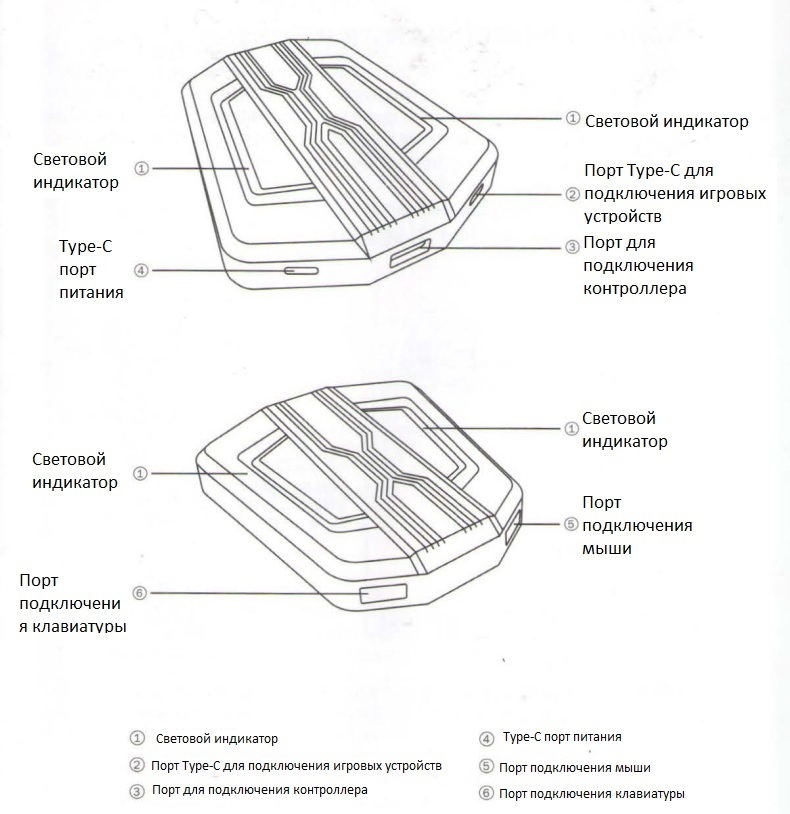 ① Световой индикатор
Световой
индикатор ①
Порт Type-C для
② подключения игровых
устройств
Type-C
порт
питания ④
③ Порт для
подключения
контроллера
① Световой
индикатор
Световой
индикатор ①
Порт
⑤ подключения
мыши
Порт
подключени ⑥
я клавиатуры
① Световой индикатор
② Порт Type-C для подключения игровых устройств
③ Порт для подключения контроллера
④ Type-C порт питания
⑤ Порт подключения мыши
⑥ Порт подключения клавиатуры